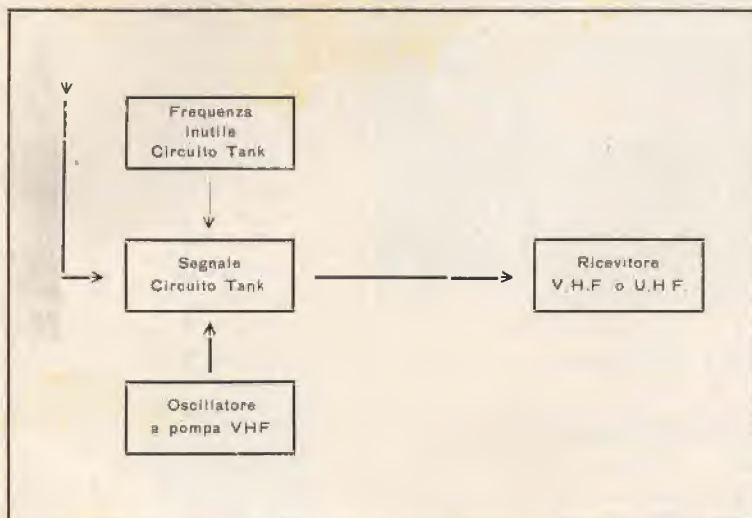 Frequenza
Inutile
Circuito Tank
Segnale
Circuito Tank
Ricevitore
V.H.F o U.H.F.
Oscillatore
a pompa VHF